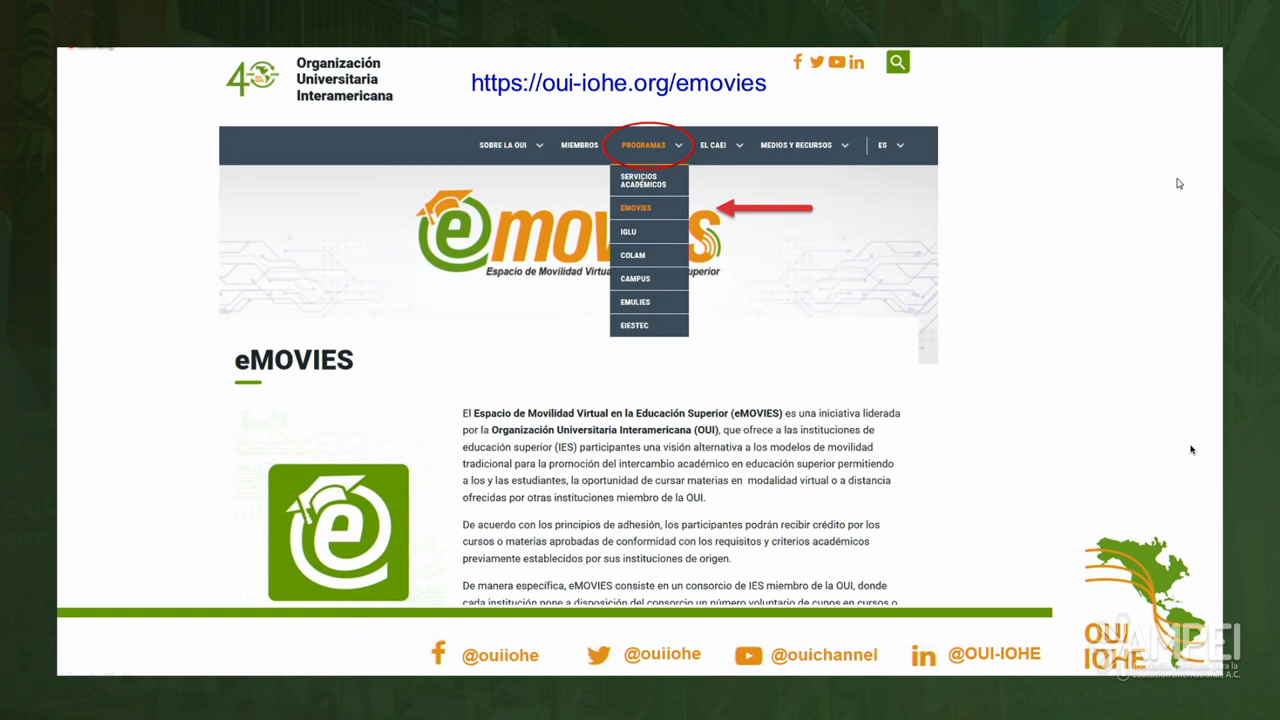 40
Organización
Universitaria
Interamericana
https://oui-iohe.org/emovies
SOBRE LA OUI
MIEMBROS
PROGRAMAS
EL CAEI
MEDIOS Y RECURSOS
ES
SERVICIOS
ACADÉMICOS
EMOVIES
IGLU
COLAM
CAMPUS
EMULIES
EIESTEC
emov s
Espacio de Movilidad Virtua uperior
eMOVIES
El Espacio de Movilidad Virtual en la Educación Superior (eMOVIES) es una iniciativa liderada
por la Organización Universitaria Interamericana (OUI), que ofrece a las instituciones de
educación superior (IES) participantes una visión alternativa a los modelos de movilidad
tradicional para la promoción del intercambio académico en educación superior permitiendo
a los y las estudiantes, la oportunidad de cursar materias en modalidad virtual o a distancia
ofrecidas por otras instituciones miembro de la OUI.
De acuerdo con los principios de adhesión, los participantes podrán recibir crédito por los
cursos o materias aprobadas de conformidad con los requisitos y criterios académicos
previamente establecidos por sus instituciones de origen.
De manera específica, eMOVIES consiste en un consorcio de IES miembro de la OUI, donde
cada institución pone a disposición del consorcio un número voluntario de cupos en cursos o
e
@ouiiohe
@ouiiohe
@ouichannel
@OUI-IOHE
OUI
IOHE
AMPEI